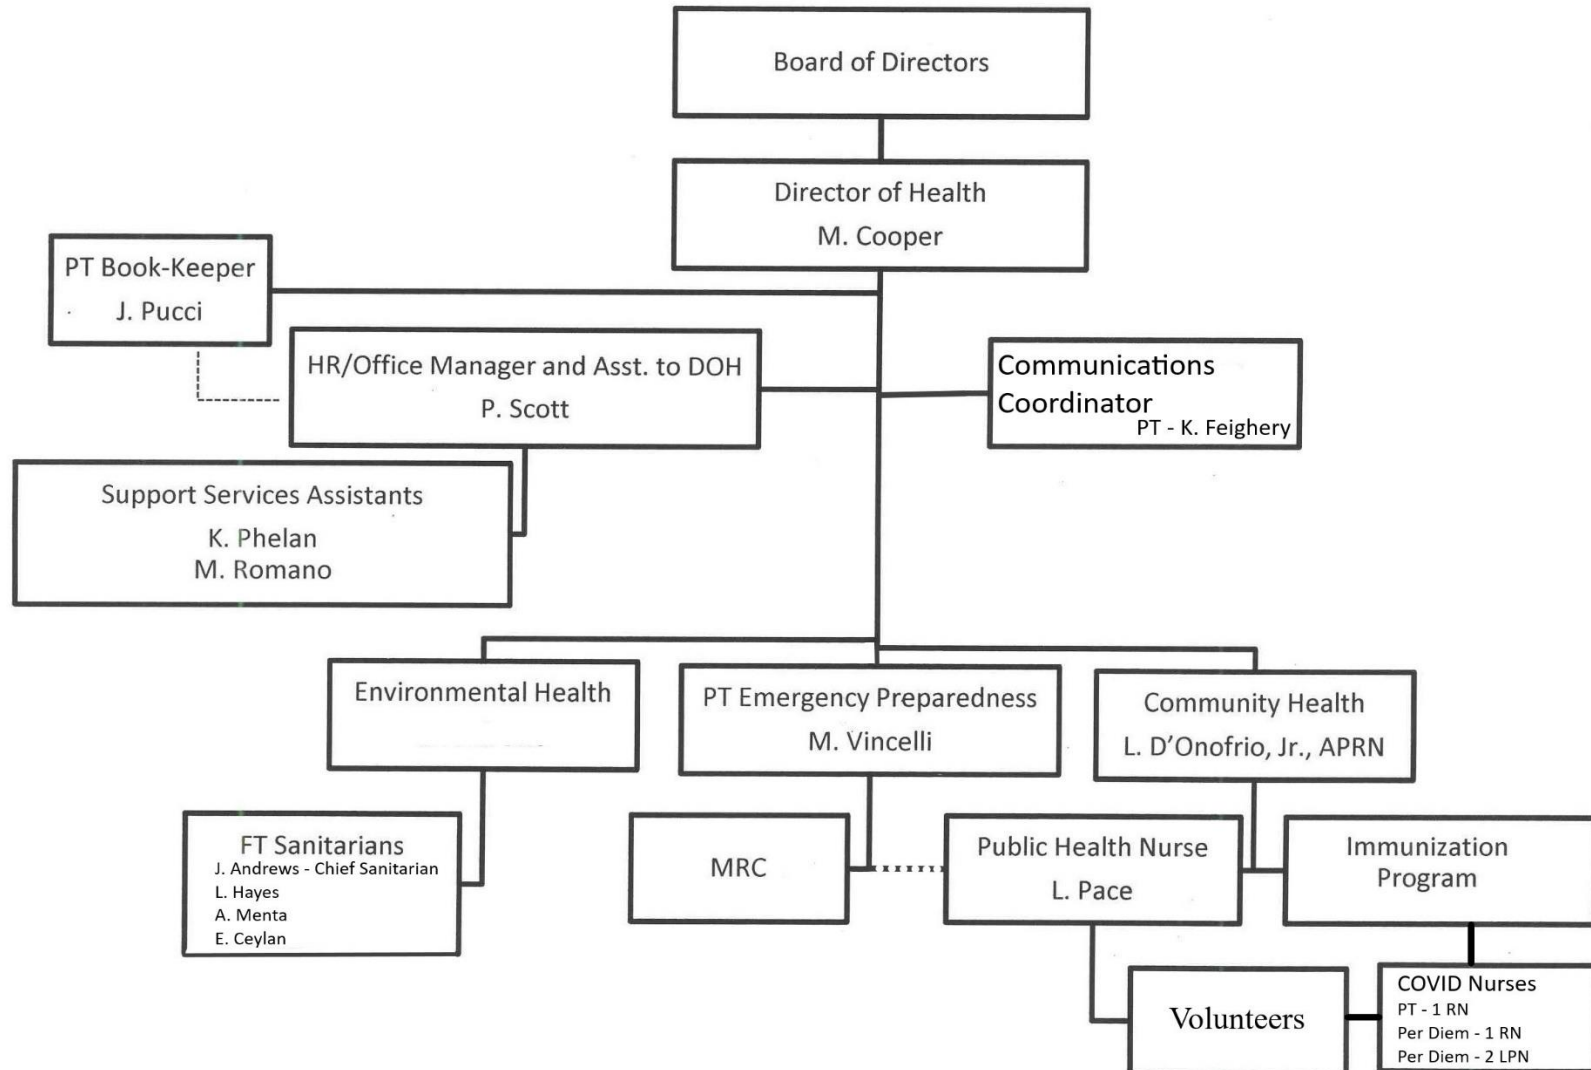 Board of Directors
Director of Health
M. Cooper
PT Book-Keeper
J. Pucci
HR/Office Manager and Asst. to DOH
P. Scott
Communications
Coordinator
PT - K. Feighery
Support Services Assistants
K. Phelan
M. Romano
Environmental Health
PT Emergency Preparedness
M. Vincelli
Community Health
L. D’Onofrio, Jr., APRN
FT Sanitarians
J. Andrews - Chief Sanitarian
L. Hayes
A. Menta
E. Ceylan
MRC
Public Health Nurse
L. Pace
Immunization
Program
Volunteers
COVID Nurses
PT - 1 RN
Per Diem - 1 RN
Per Diem - 2 LPN